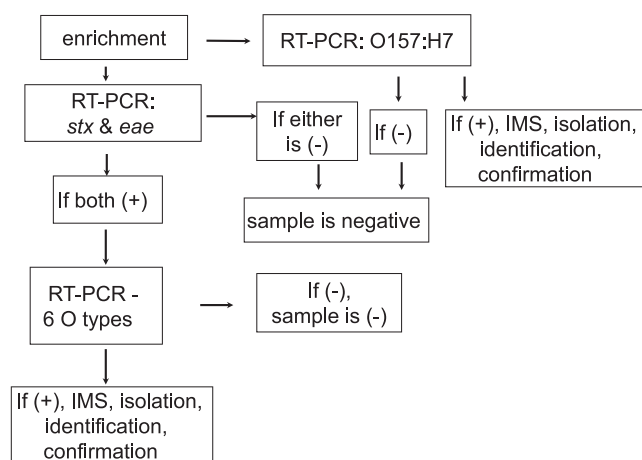 enrichment
RT-PCR: O157:H7
RT-PCR:
stx & eae
If either
is (-)
If (-)
If (+), IMS, isolation,
identification,
confirmation
If both (+)
sample is negative
RT-PCR -
6 O types
If (-),
sample is (-)
If (+), IMS, isolation,
identification,
confirmation